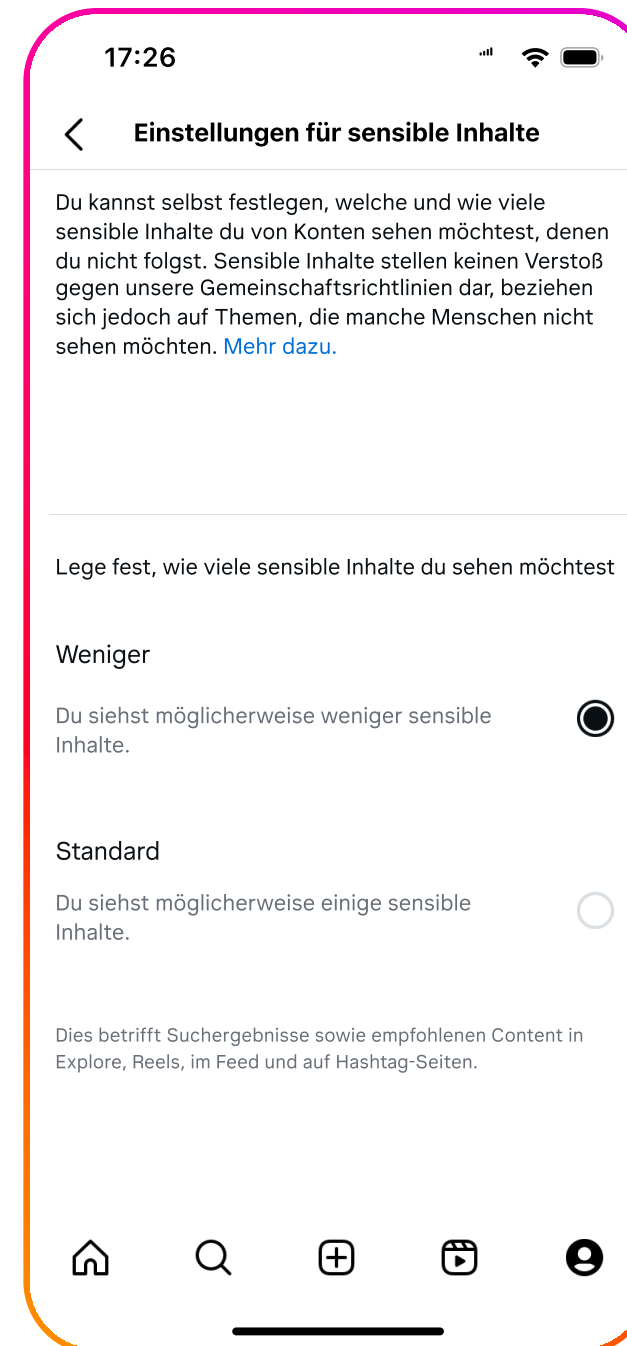 17:26
Einstellungen für sensible Inhalte
Du kannst selbst festlegen, welche und wie viele
sensible Inhalte du von Konten sehen möchtest, denen
du nicht folgst. Sensible Inhalte stellen keinen Verstoß
gegen unsere Gemeinschaftsrichtlinien dar, beziehen
sich jedoch auf Themen, die manche Menschen nicht
sehen möchten. Mehr dazu.
Lege fest, wie viele sensible Inhalte du sehen möchtest
Weniger
Du siehst möglicherweise weniger sensible
Inhalte.
Standard
Du siehst möglicherweise einige sensible
Inhalte.
Dies betrifft Suchergebnisse sowie empfohlenen Content in
Explore, Reels, im Feed und auf Hashtag-Seiten.